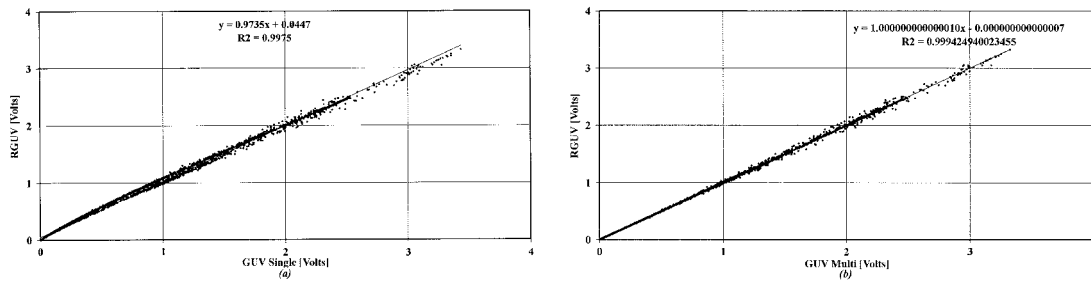 4
y = 0.9735x + 0.0447
R2 = 0.9975
3
RGUV [Volts]
2
1
0
0 1 2 3 4
GUV Single [Volts]
(a)
4
y = 1.000000000000010x - 0.000000000000007
R2 = 0.999424940023455
3
RGUV [Volts]
2
1
0
0 1 2 3
GUV Multi [Volts]
(b)